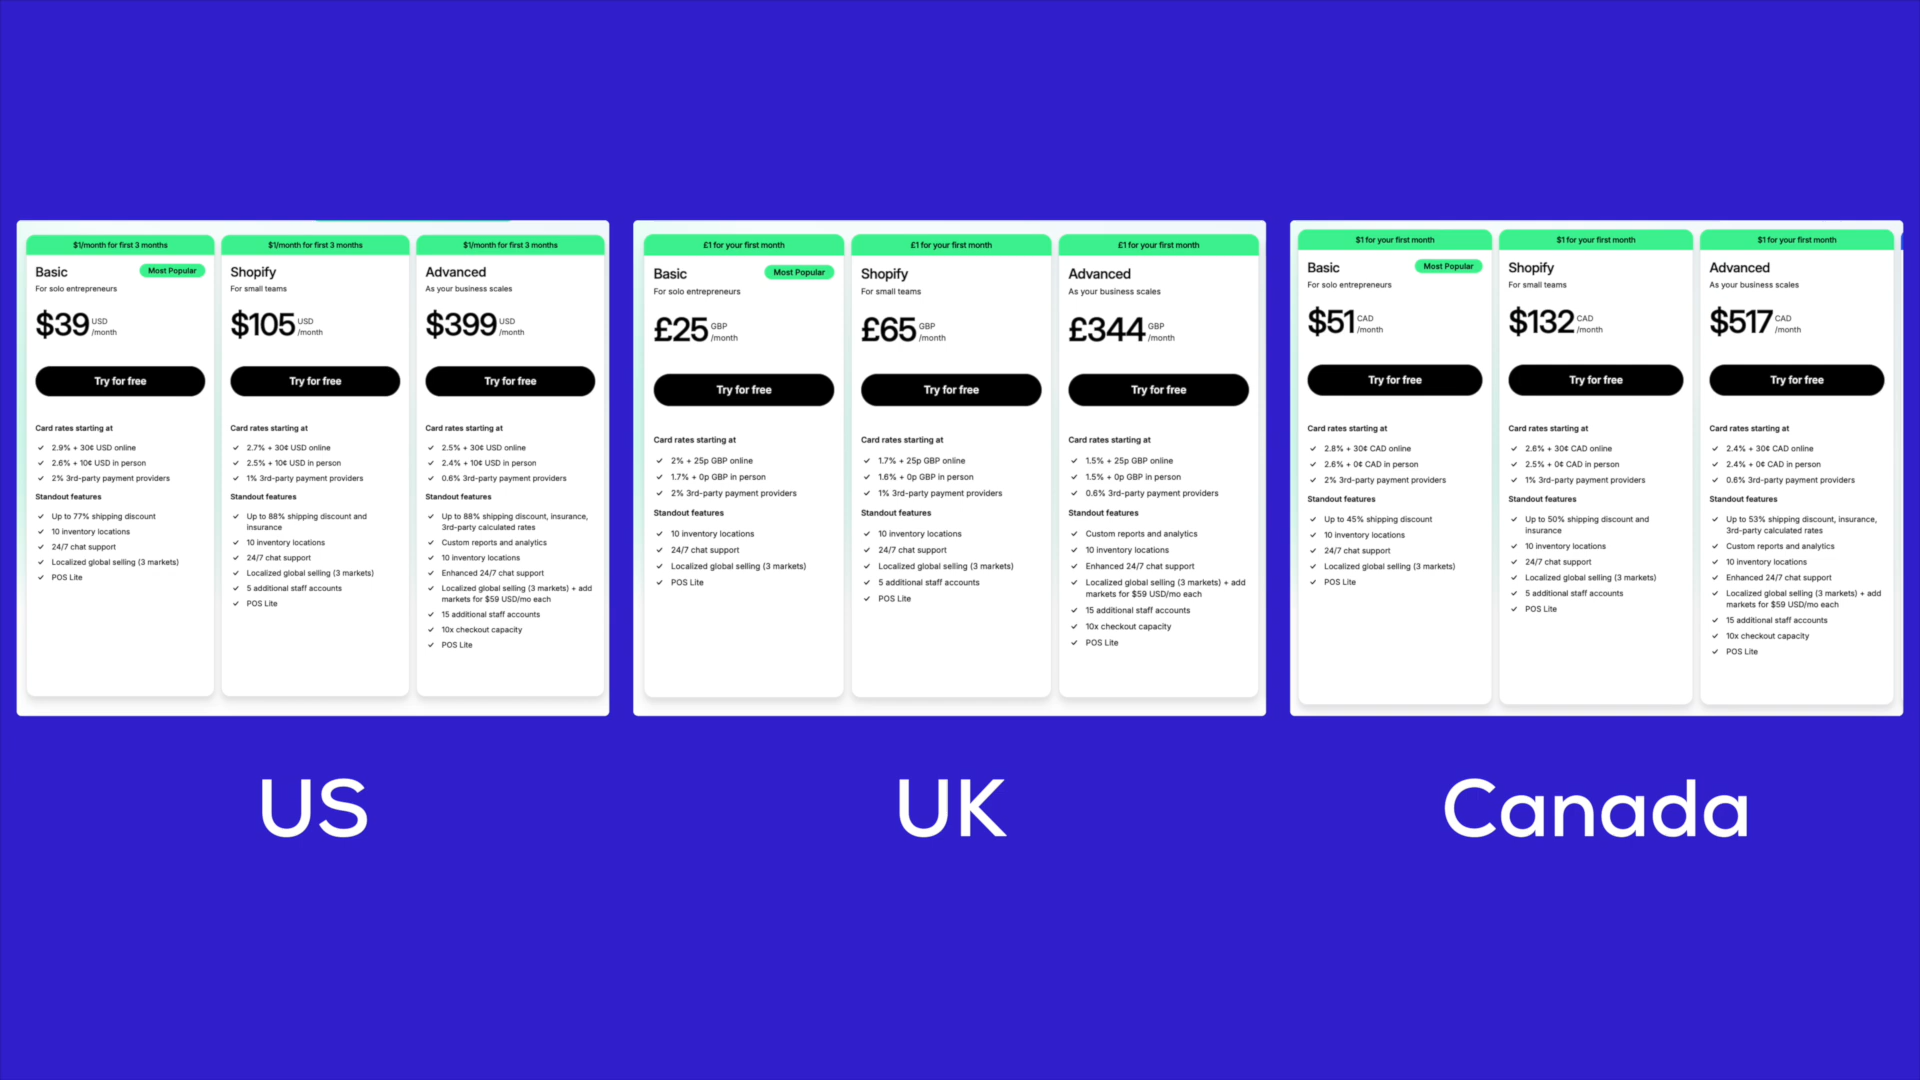 $1/month for first 3 months
Basic
Most Popular
For solo entrepreneurs
$39 USD
/month
Try for free
Card rates starting at
2.9% + 30¢ USD online
2.6% + 10¢ USD in person
2% 3rd-party payment providers
Standout features
Up to 77% shipping discount
10 inventory locations
24/7 chat support
Localized global selling (3 markets)
POS Lite
$1/month for first 3 months
Shopify
For small teams
$105 USD
/month
Try for free
Card rates starting at
2.7% + 30¢ USD online
2.5% + 10¢ USD in person
1% 3rd-party payment providers
Standout features
Up to 88% shipping discount and
insurance
10 inventory locations
24/7 chat support
Localized global selling (3 markets)
5 additional staff accounts
POS Lite
$1/month for first 3 months
Advanced
As your business scales
$399 USD
/month
Try for free
Card rates starting at
2.5% + 30¢ USD online
2.4% + 10¢ USD in person
0.6% 3rd-party payment providers
Standout features
Up to 88% shipping discount, insurance,
3rd-party calculated rates
Custom reports and analytics
10 inventory locations
Enhanced 24/7 chat support
Localized global selling (3 markets) + add
markets for $59 USD/mo each
15 additional staff accounts
10x checkout capacity
POS Lite
US
£1 for your first month
Basic
Most Popular
For solo entrepreneurs
£25 GBP
/month
Try for free
Card rates starting at
2% + 25p GBP online
1.7% + 0p GBP in person
2% 3rd-party payment providers
Standout features
10 inventory locations
24/7 chat support
Localized global selling (3 markets)
POS Lite
£1 for your first month
Shopify
For small teams
£65 GBP
/month
Try for free
Card rates starting at
1.7% + 25p GBP online
1.6% + 0p GBP in person
1% 3rd-party payment providers
Standout features
10 inventory locations
24/7 chat support
Localized global selling (3 markets)
5 additional staff accounts
POS Lite
£1 for your first month
Advanced
As your business scales
£344 GBP
/month
Try for free
Card rates starting at
1.5% + 25p GBP online
1.5% + 0p GBP in person
0.6% 3rd-party payment providers
Standout features
Custom reports and analytics
10 inventory locations
Enhanced 24/7 chat support
Localized global selling (3 markets) + add
markets for $59 USD/mo each
15 additional staff accounts
10x checkout capacity
POS Lite
UK
$1 for your first month
Basic
Most Popular
For solo entrepreneurs
$51 CAD
/month
Try for free
Card rates starting at
2.8% + 30¢ CAD online
2.6% + 0¢ CAD in person
2% 3rd-party payment providers
Standout features
Up to 45% shipping discount
10 inventory locations
24/7 chat support
Localized global selling (3 markets)
POS Lite
$1 for your first month
Shopify
For small teams
$132 CAD
/month
Try for free
Card rates starting at
2.6% + 30¢ CAD online
2.5% + 0¢ CAD in person
1% 3rd-party payment providers
Standout features
Up to 50% shipping discount and
insurance
10 inventory locations
24/7 chat support
Localized global selling (3 markets)
5 additional staff accounts
POS Lite
$1 for your first month
Advanced
As your business scales
$517 CAD
/month
Try for free
Card rates starting at
2.4% + 30¢ CAD online
2.4% + 0¢ CAD in person
0.6% 3rd-party payment providers
Standout features
Up to 53% shipping discount, insurance,
3rd-party calculated rates
Custom reports and analytics
10 inventory locations
Enhanced 24/7 chat support
Localized global selling (3 markets) + add
markets for $59 USD/mo each
15 additional staff accounts
10x checkout capacity
POS Lite
Canada